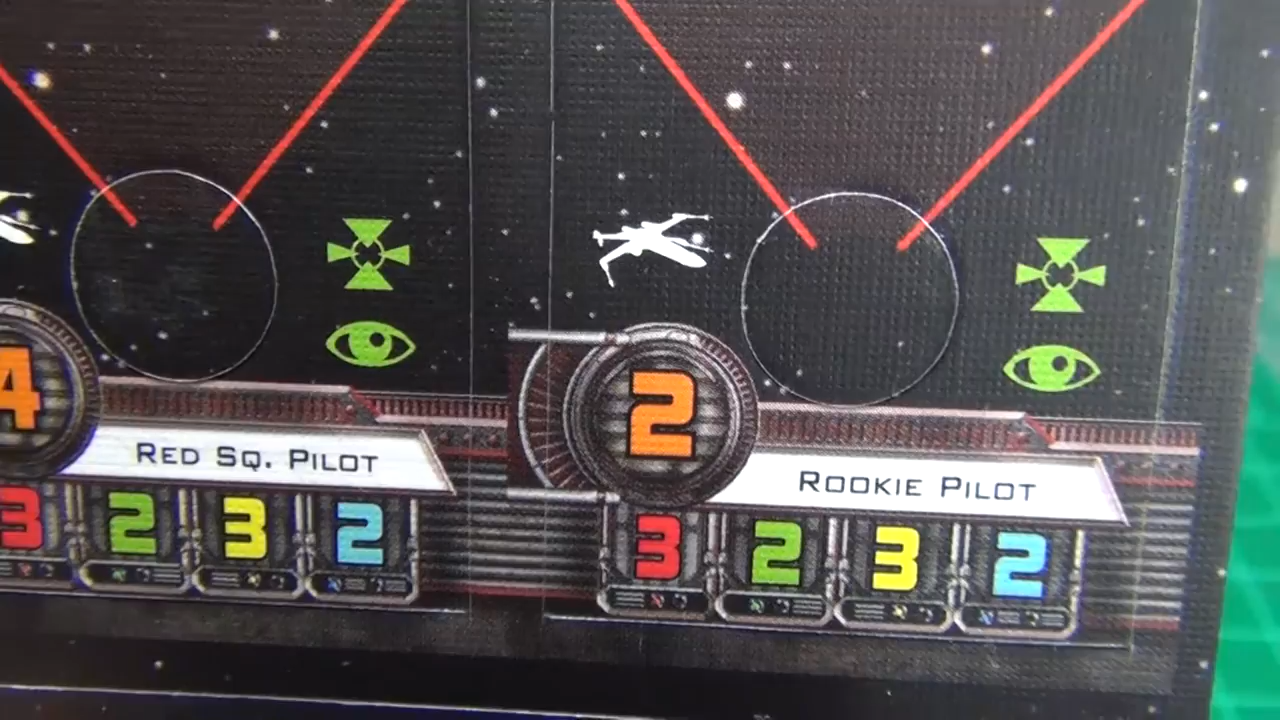 4
RED SQ. PILOT
3 2 3 2
2
ROOKIE PILOT
3 2 3 2